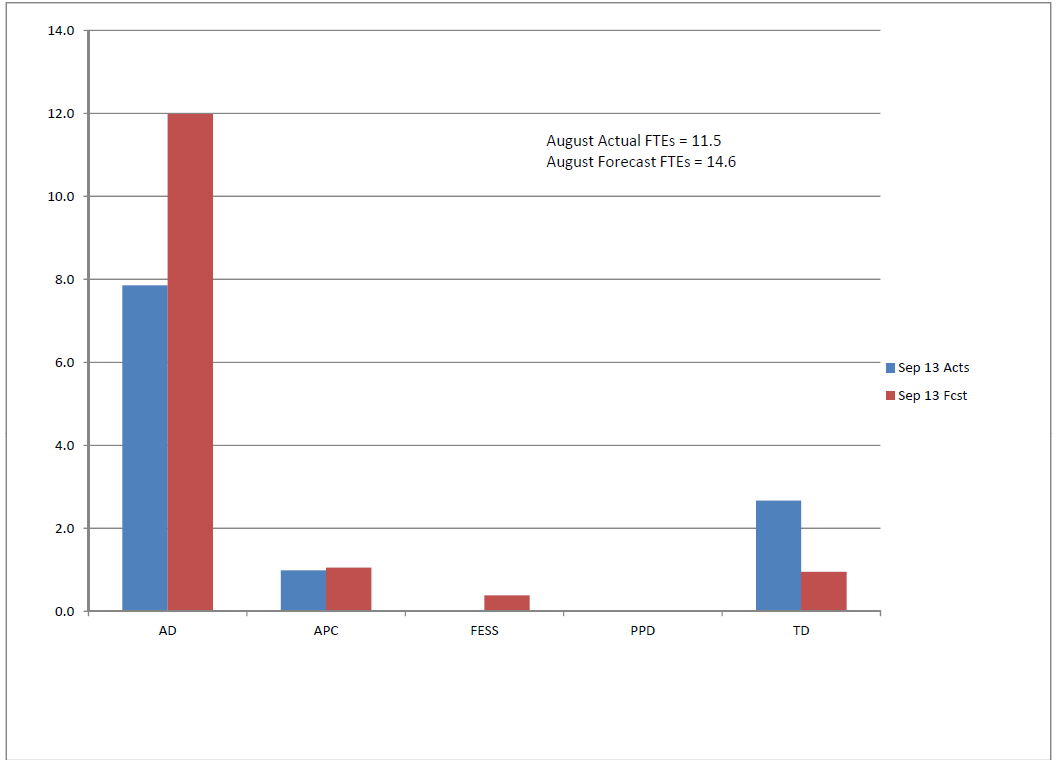 14.0
12.0
10.0
8.0
6.0
4.0
2.0
0.0
August Actual FTEs = 11.5
August Forecast FTEs = 14.6
Sep 13 Acts
Sep 13 Fcst
AD APC FESS PPD TD